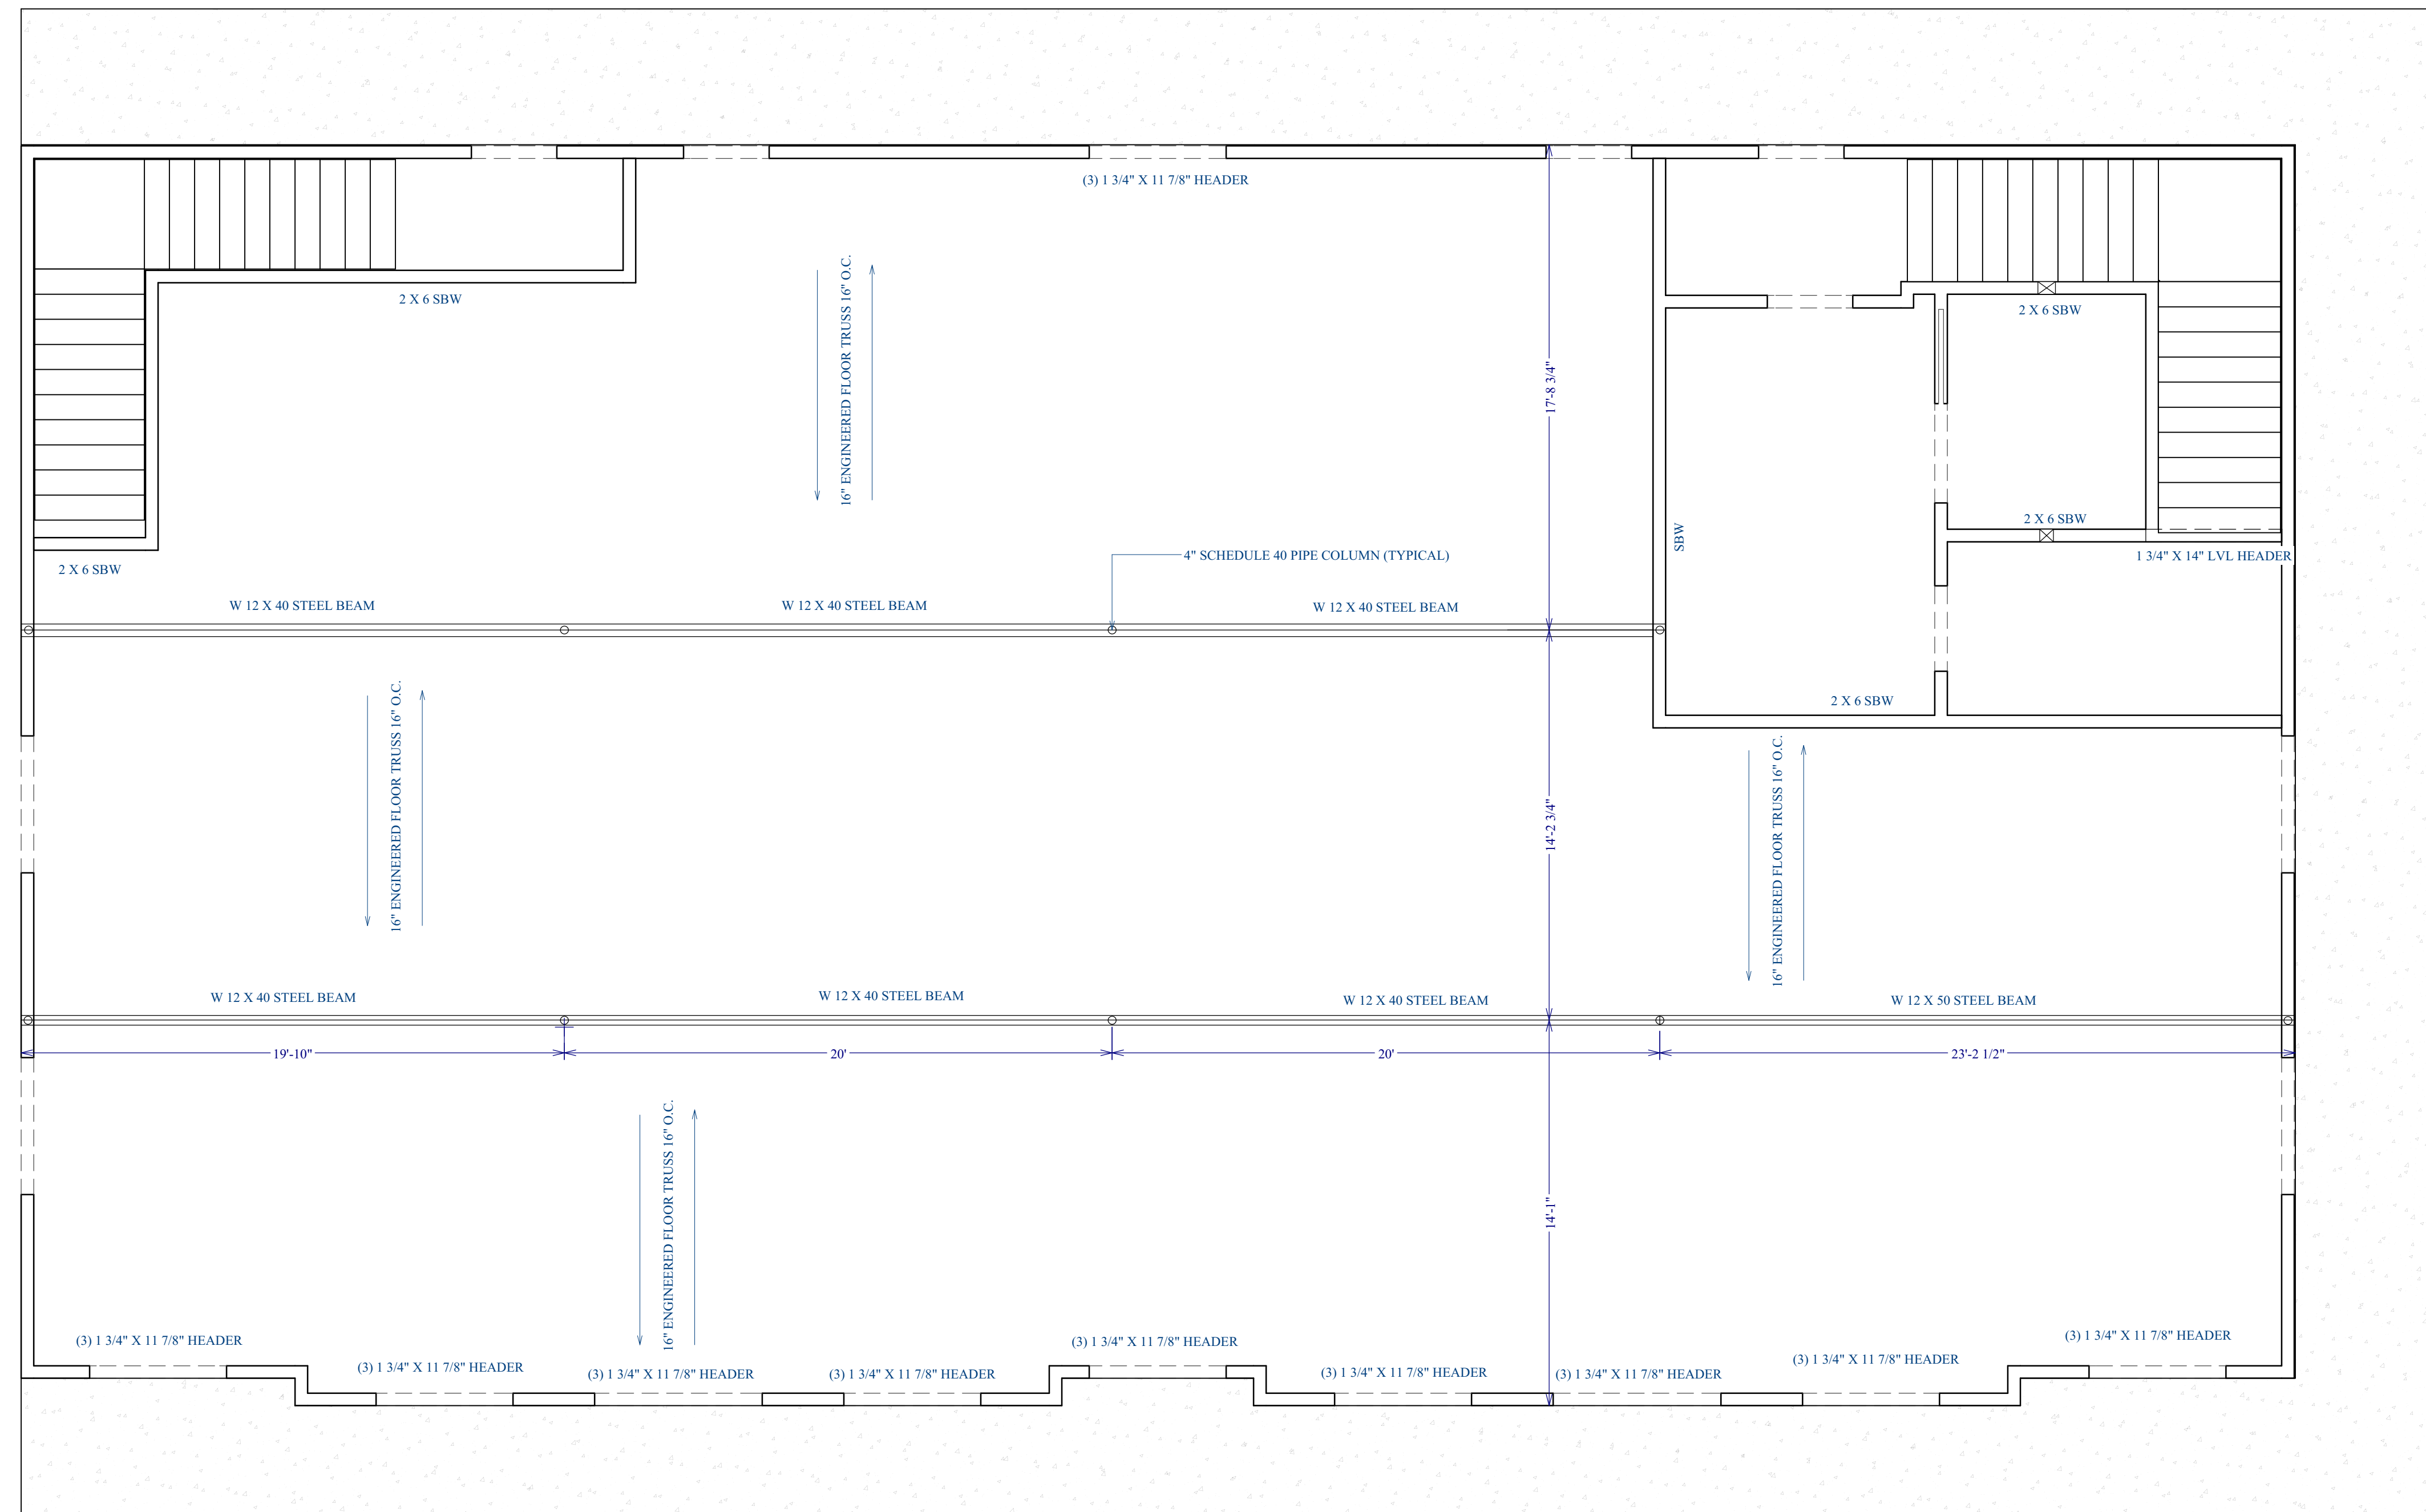 (3) 1 3/4" X 11 7/8" HEADER
2 X 6 SBW
2 X 6 SBW
16" ENGINEERED FLOOR TRUSS 16" O.C.
17'-8 3/4"
SBW
2 X 6 SBW
4" SCHEDULE 40 PIPE COLUMN (TYPICAL)
1 3/4" X 14" LVL HEADER
2 X 6 SBW
W 12 X 40 STEEL BEAM
W 12 X 40 STEEL BEAM
W 12 X 40 STEEL BEAM
2 X 6 SBW
16" ENGINEERED FLOOR TRUSS 16" O.C.
14'-2 3/4"
16" ENGINEERED FLOOR TRUSS 16" O.C.
W 12 X 40 STEEL BEAM
W 12 X 40 STEEL BEAM
W 12 X 40 STEEL BEAM
W 12 X 50 STEEL BEAM
19'-10"
20'
20'
23'-2 1/2"
16" ENGINEERED FLOOR TRUSS 16" O.C.
14'-1"
(3) 1 3/4" X 11 7/8" HEADER
(3) 1 3/4" X 11 7/8" HEADER
(3) 1 3/4" X 11 7/8" HEADER
(3) 1 3/4" X 11 7/8" HEADER
(3) 1 3/4" X 11 7/8" HEADER
(3) 1 3/4" X 11 7/8" HEADER
(3) 1 3/4" X 11 7/8" HEADER
(3) 1 3/4" X 11 7/8" HEADER
(3) 1 3/4" X 11 7/8" HEADER